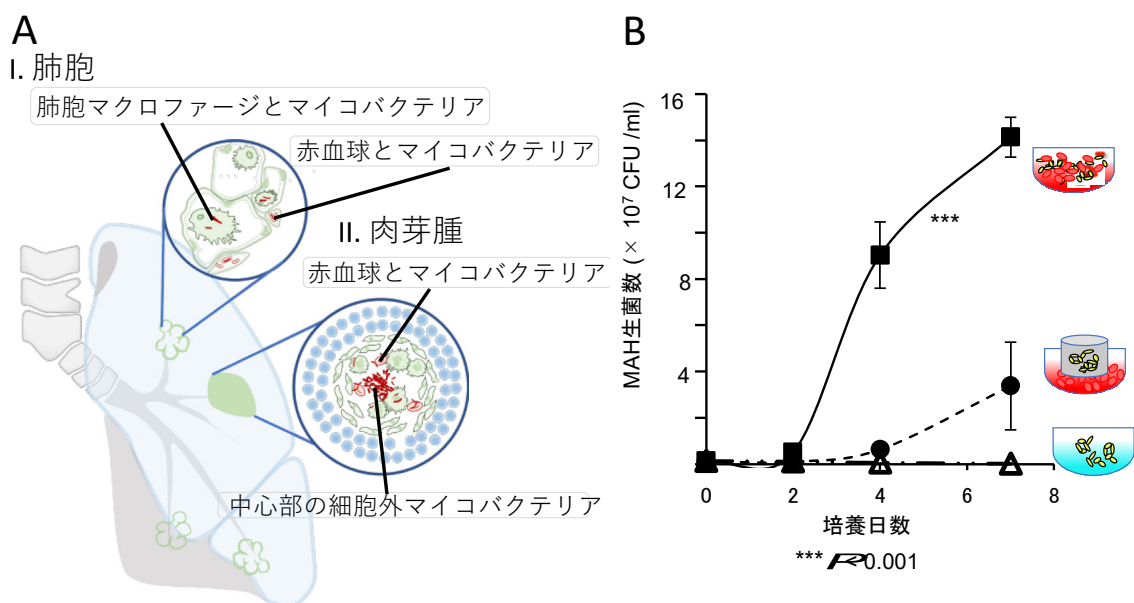 A
I. 肺胞
肺胞マクロファージとマイコバクテリア
赤血球とマイコバクテリア
II. 肉芽腫
赤血球とマイコバクテリア
中心部の細胞外マイコバクテリア
B
MAH生菌数 (× 10⁷ CFU /ml)
16
12
8
4
***
0
2
4
6
8
培養日数
*** P<0.001